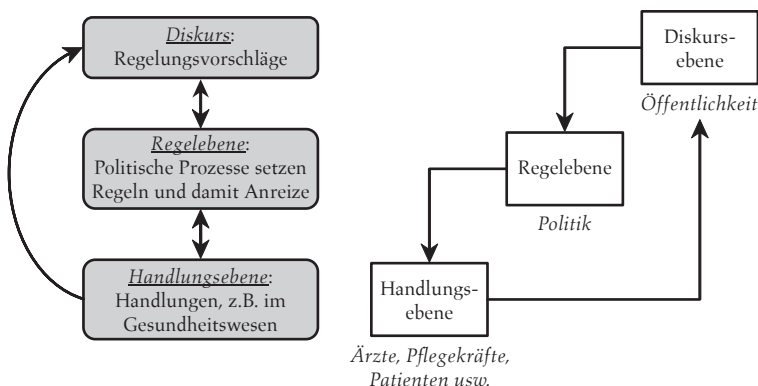 Diskurs:
Regelungsvorschläge
Regelebene:
Politische Prozesse setzen
Regeln und damit Anreize
Handlungsebene:
Handlungen, z.B. im
Gesundheitswesen
Diskurs-
ebene
Öffentlichkeit
Regelebene
Politik
Handlungs-
ebene
Ärzte, Pflegekräfte,
Patienten usw.